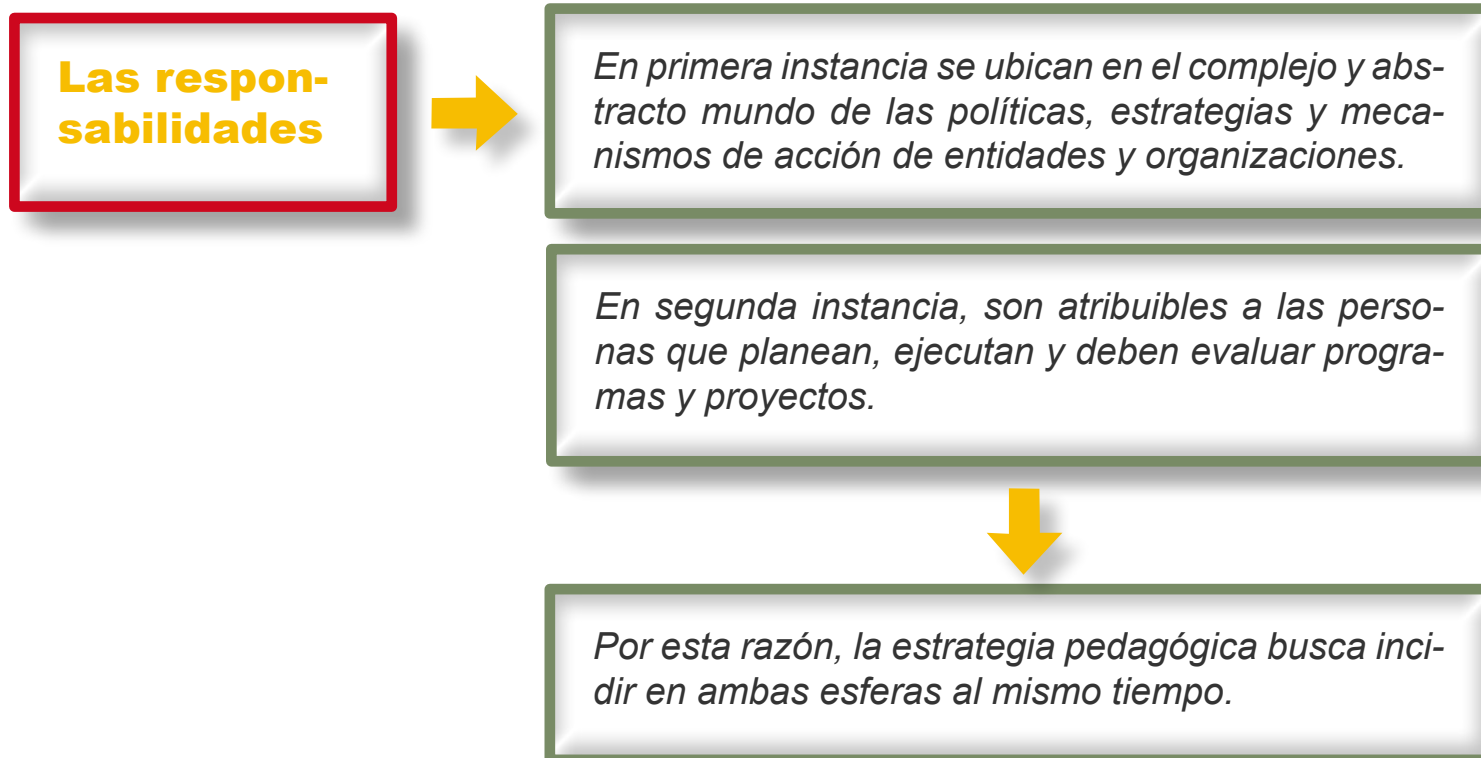 Las respon-
sabilidades
En primera instancia se ubican en el complejo y abs-
tracto mundo de las políticas, estrategias y meca-
nismos de acción de entidades y organizaciones.
En segunda instancia, son atribuibles a las perso-
nas que planean, ejecutan y deben evaluar progra-
mas y proyectos.
Por esta razón, la estrategia pedagógica busca inci-
dir en ambas esferas al mismo tiempo.